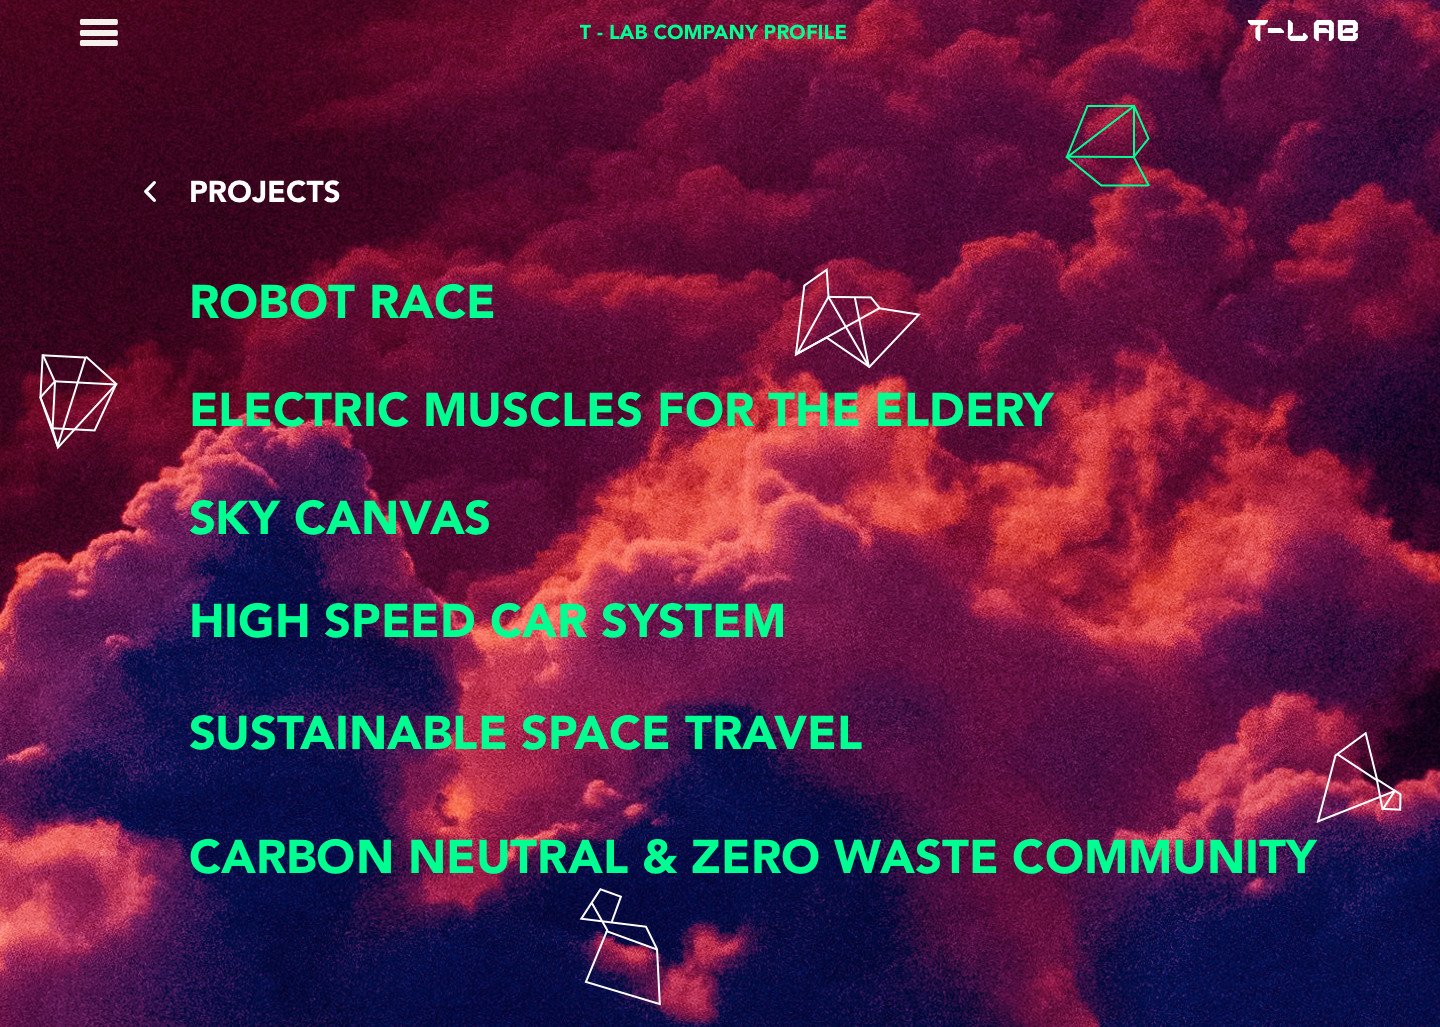 T - LAB COMPANY PROFILE
T-LAB
PROJECTS
ROBOT RACE
ELECTRIC MUSCLES FOR THE ELDERY
SKY CANVAS
HIGH SPEED CAR SYSTEM
SUSTAINABLE SPACE TRAVEL
CARBON NEUTRAL & ZERO WASTE COMMUNITY